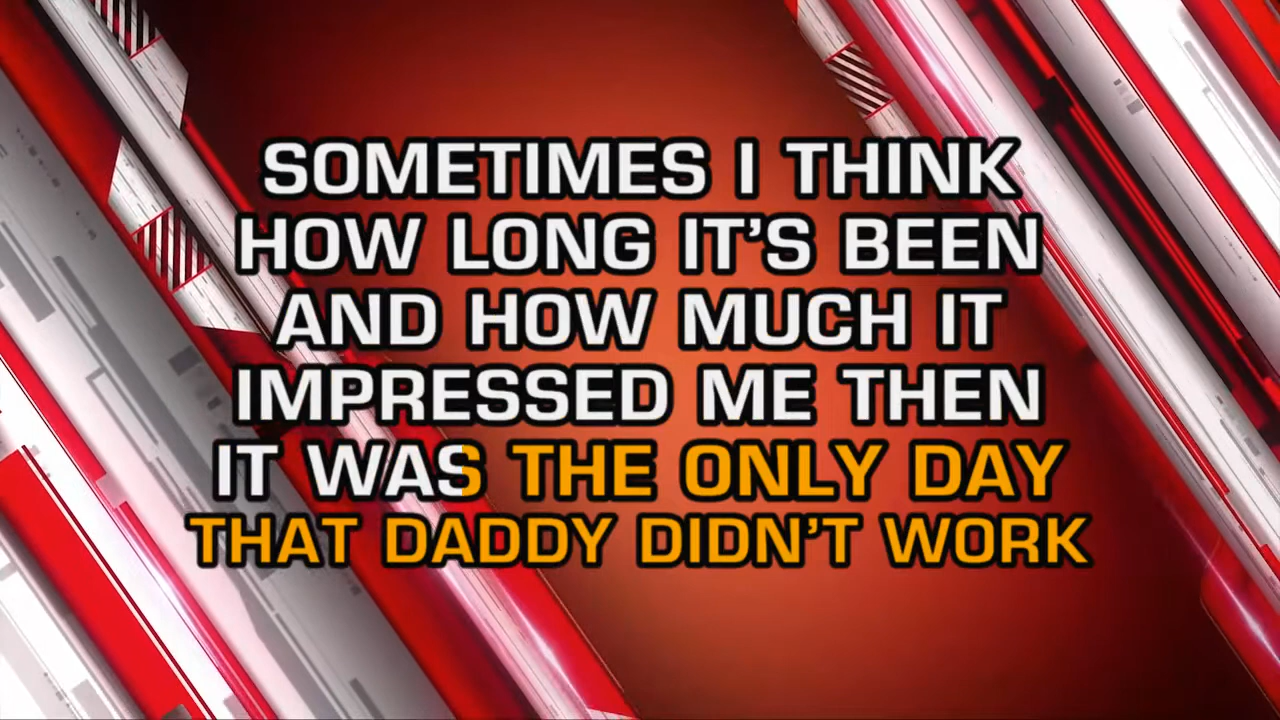 SOMETIMES I THINK
HOW LONG IT'S BEEN
AND HOW MUCH IT
IMPRESSED ME THEN
IT WAS THE ONLY DAY
THAT DADDY DIDN'T WORK